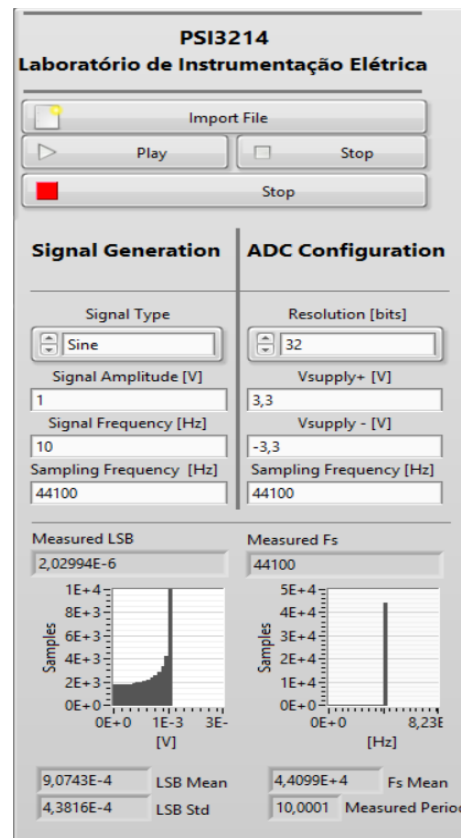 PSI3214
Laboratório de Instrumentação Elétrica
Import File
Play Stop
Stop
Signal Generation ADC Configuration
Signal Type Resolution [bits]
Sine 32
Signal Amplitude [V] Vsupply+ [V]
1 3,3
Signal Frequency [Hz] Vsupply - [V]
10 -3,3
Sampling Frequency [Hz] Sampling Frequency [Hz]
44100 44100
Measured LSB Measured Fs
2,02994E-6 44100
1E+4 5E+4
8E+3 4E+4
6E+3 3E+4
4E+3 2E+4
2E+3 1E+4
0E+0 0E+0
Samples Samples
0E+0 1E-3 3E- 0E+0 8,23E
[V] [Hz]
9,0743E-4 LSB Mean 4,4099E+4 Fs Mean
4,3816E-4 LSB Std 10,0001 Measured Perio